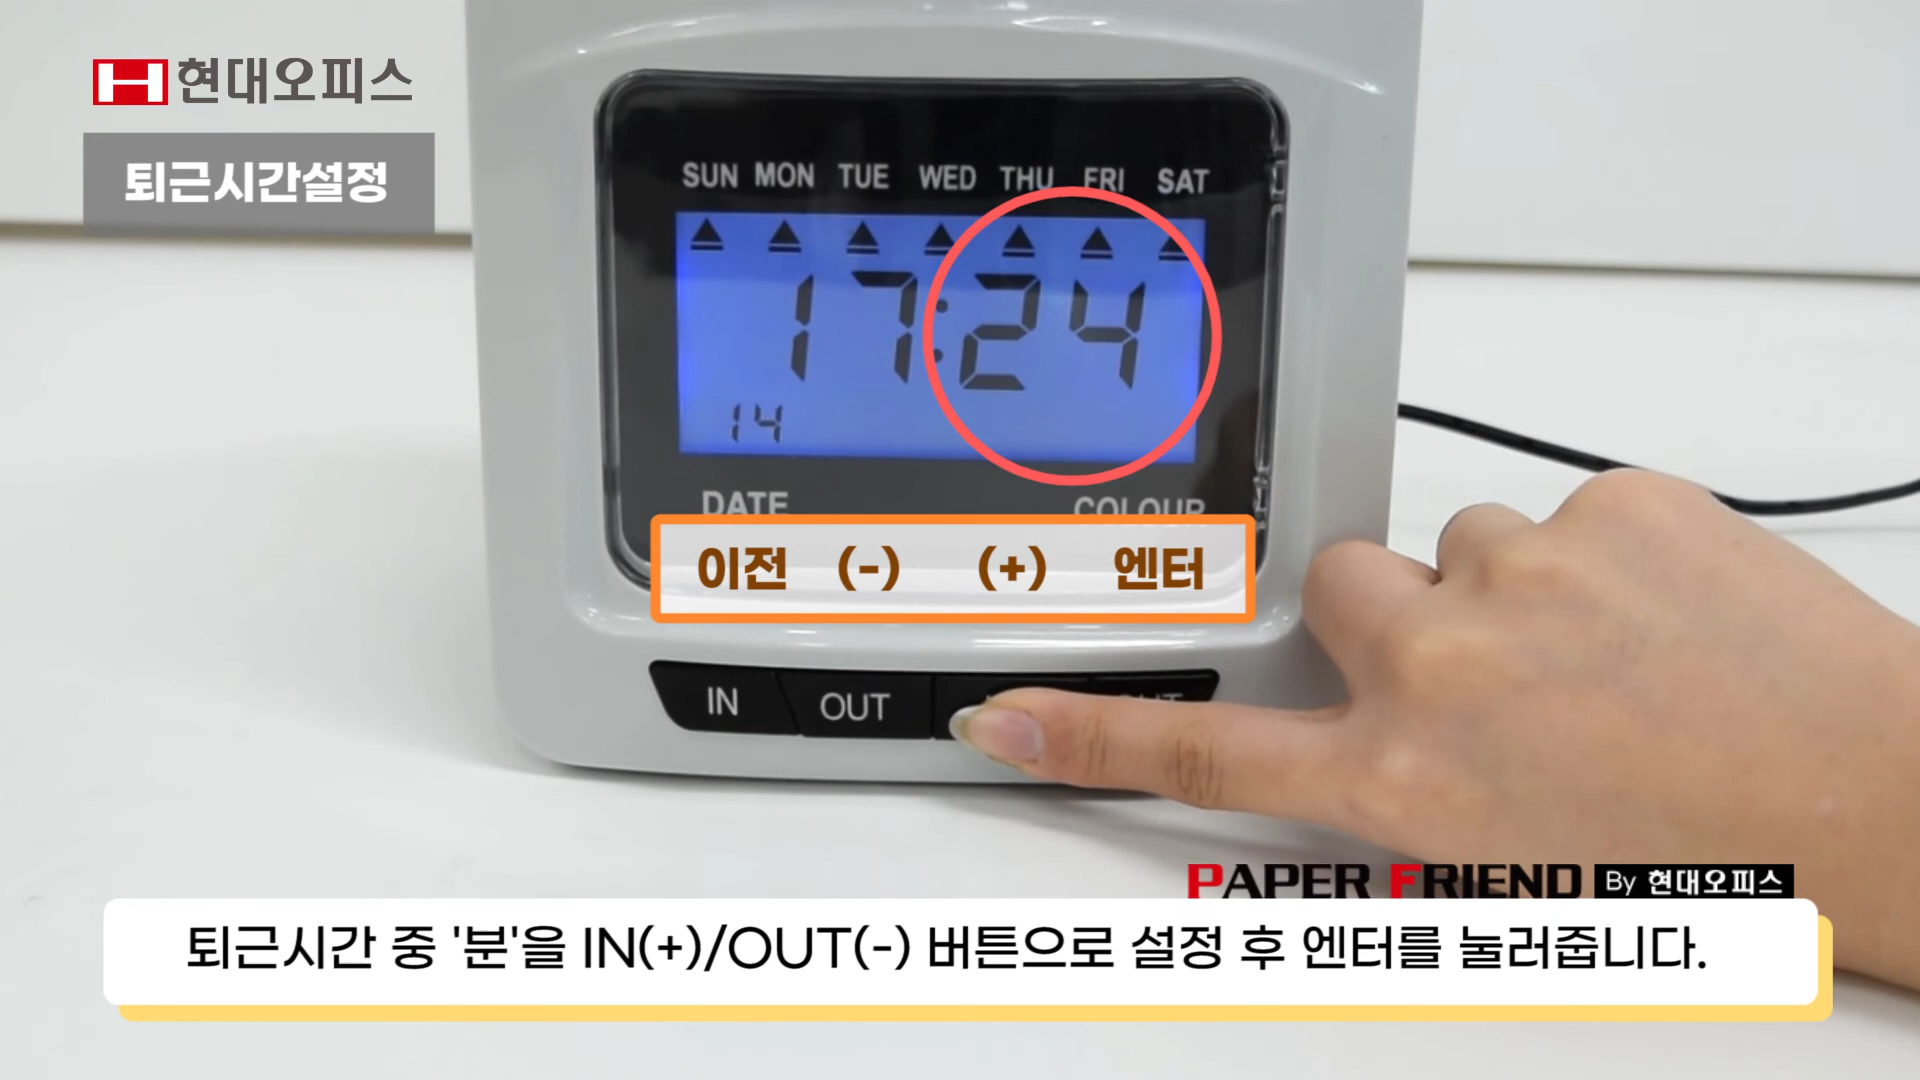 현대오피스
퇴근시간설정
SUN MON TUE WED THU FRI SAT
17:24
14
DATE COLOUR
이전 (-) (+) 엔터
IN OUT
PAPER FRIEND By 현대오피스
퇴근시간 중 '분'을 IN(+)/OUT(-) 버튼으로 설정 후 엔터를 눌러줍니다.